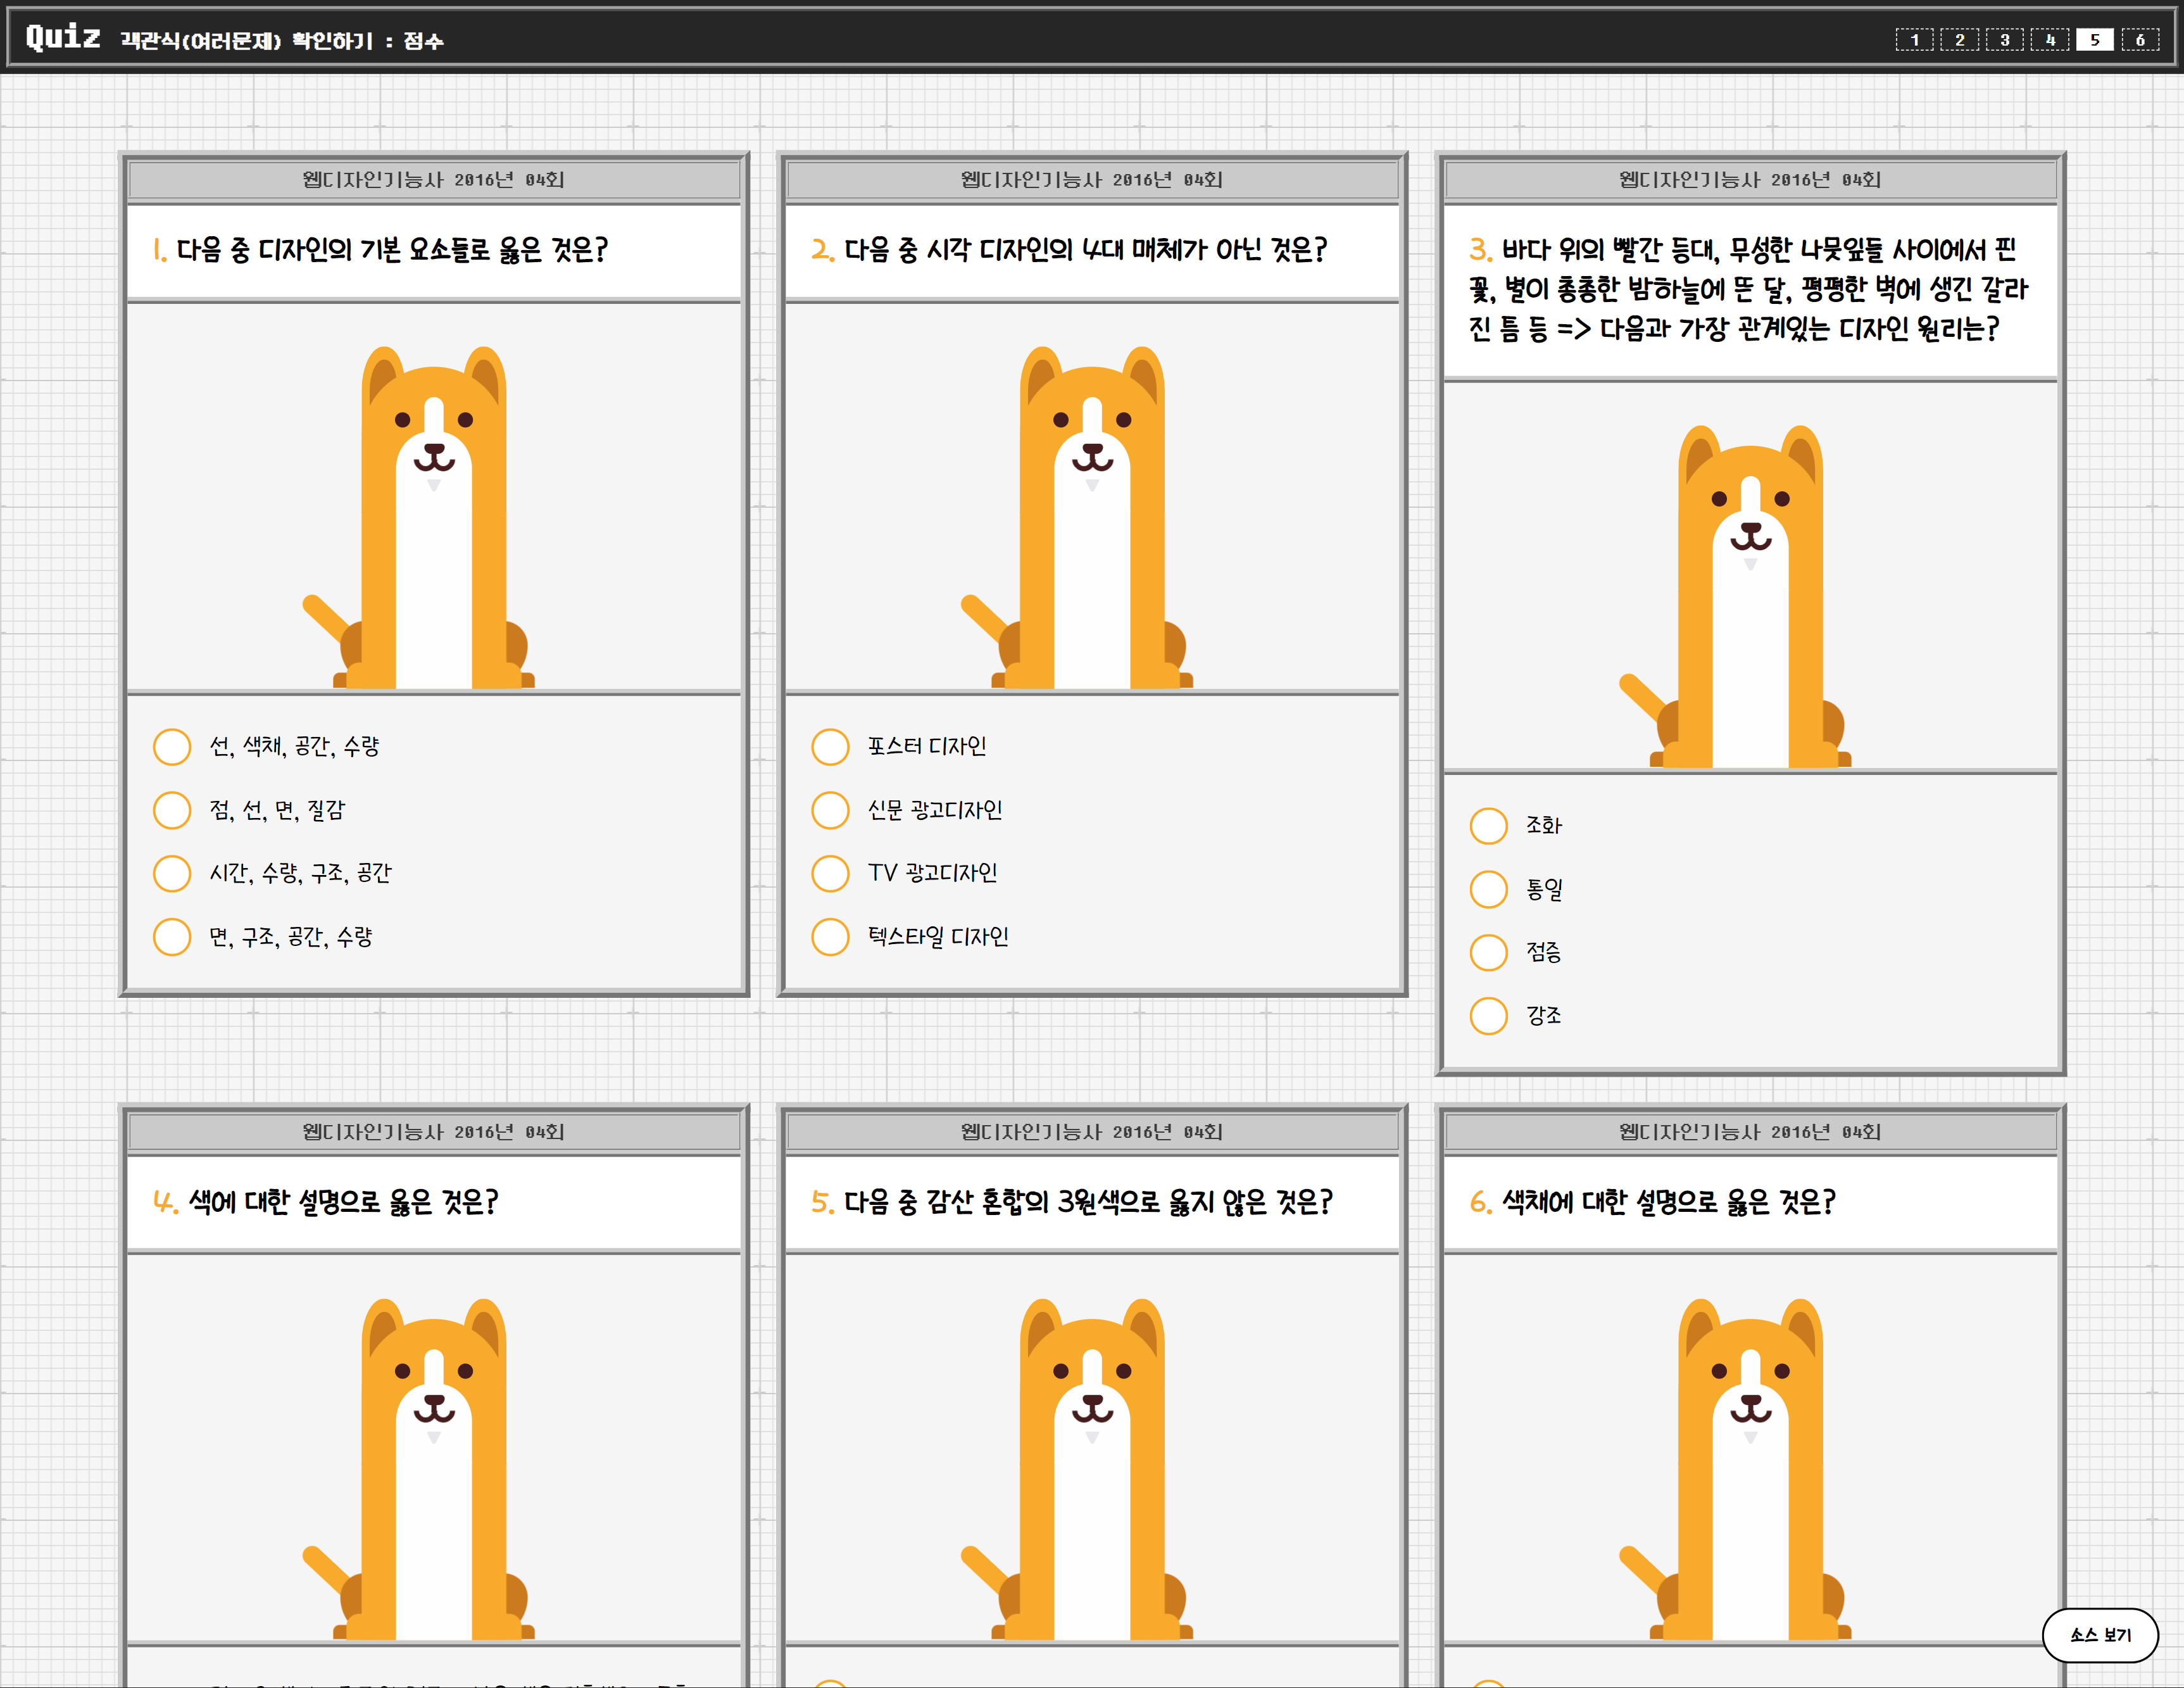 Quiz 객관식(여러문제) 확인하기 : 점수
1 2 3 4 5 6
웹디자인기능사 2016년 04회
1. 다음 중 디자인의 기본 요소들로 옳은 것은?
선, 색채, 공간, 수량
점, 선, 면, 질감
시간, 수량, 구조, 공간
면, 구조, 공간, 수량
웹디자인기능사 2016년 04회
2. 다음 중 시각 디자인의 4대 매체가 아닌 것은?
포스터 디자인
신문 광고디자인
TV 광고디자인
텍스타일 디자인
웹디자인기능사 2016년 04회
3. 바다 위의 빨간 등대, 무성한 나뭇잎들 사이에서 핀
꽃, 별이 총총한 밤하늘에 뜬 달, 평평한 벽에 생긴 갈라
진 틈 등 => 다음과 가장 관계있는 디자인 원리는?
조화
통일
점증
강조
웹디자인기능사 2016년 04회
4. 색에 대한 설명으로 옳은 것은?
웹디자인기능사 2016년 04회
5. 다음 중 감산 혼합의 3원색으로 옳지 않은 것은?
웹디자인기능사 2016년 04회
6. 색채에 대한 설명으로 옳은 것은?
소스 보기